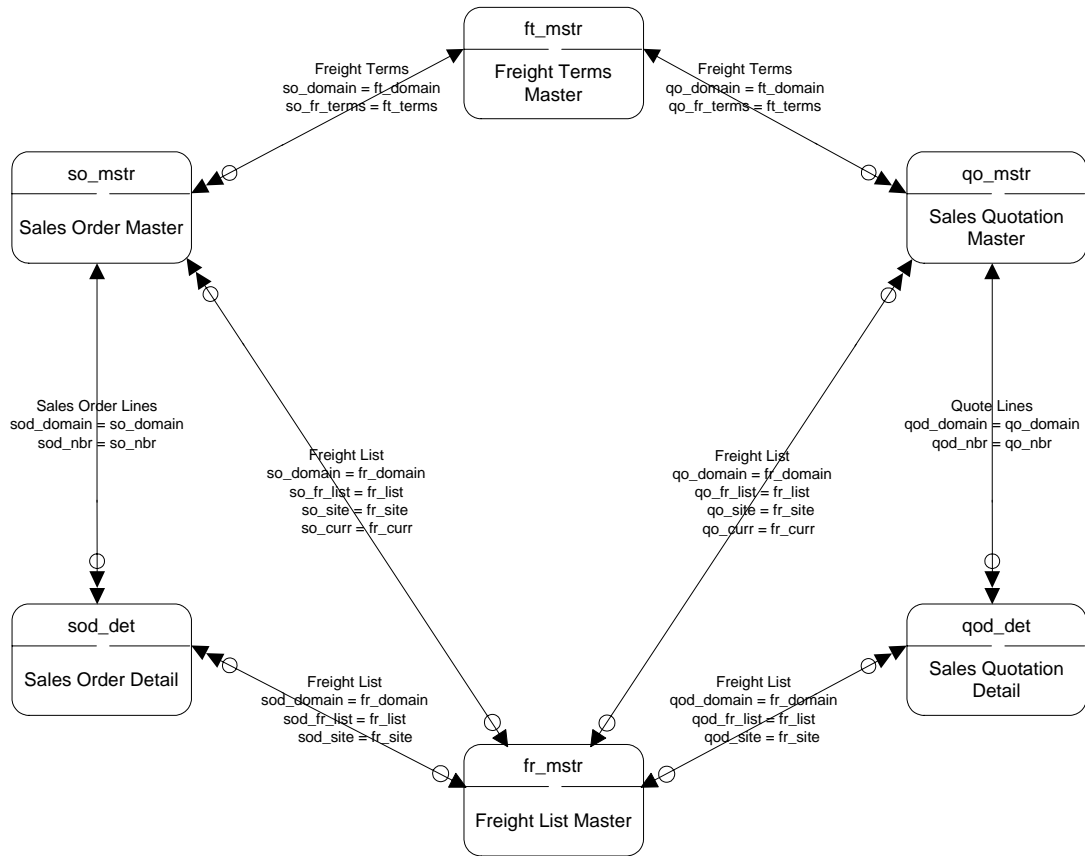 ft_mstr
Freight Terms
Master
Freight Terms
so_domain = ft_domain
so_fr_terms = ft_terms
Freight Terms
qo_domain = ft_domain
qo_fr_terms = ft_terms
so_mstr
Sales Order Master
qo_mstr
Sales Quotation
Master
Sales Order Lines
sod_domain = so_domain
sod_nbr = so_nbr
Quote Lines
qod_domain = qo_domain
qod_nbr = qo_nbr
Freight List
so_domain = fr_domain
so_fr_list = fr_list
so_site = fr_site
so_curr = fr_curr
Freight List
qo_domain = fr_domain
qo_fr_list = fr_list
qo_site = fr_site
qo_curr = fr_curr
sod_det
Sales Order Detail
qod_det
Sales Quotation
Detail
Freight List
sod_domain = fr_domain
sod_fr_list = fr_list
sod_site = fr_site
Freight List
qod_domain = fr_domain
qod_fr_list = fr_list
qod_site = fr_site
fr_mstr
Freight List Master